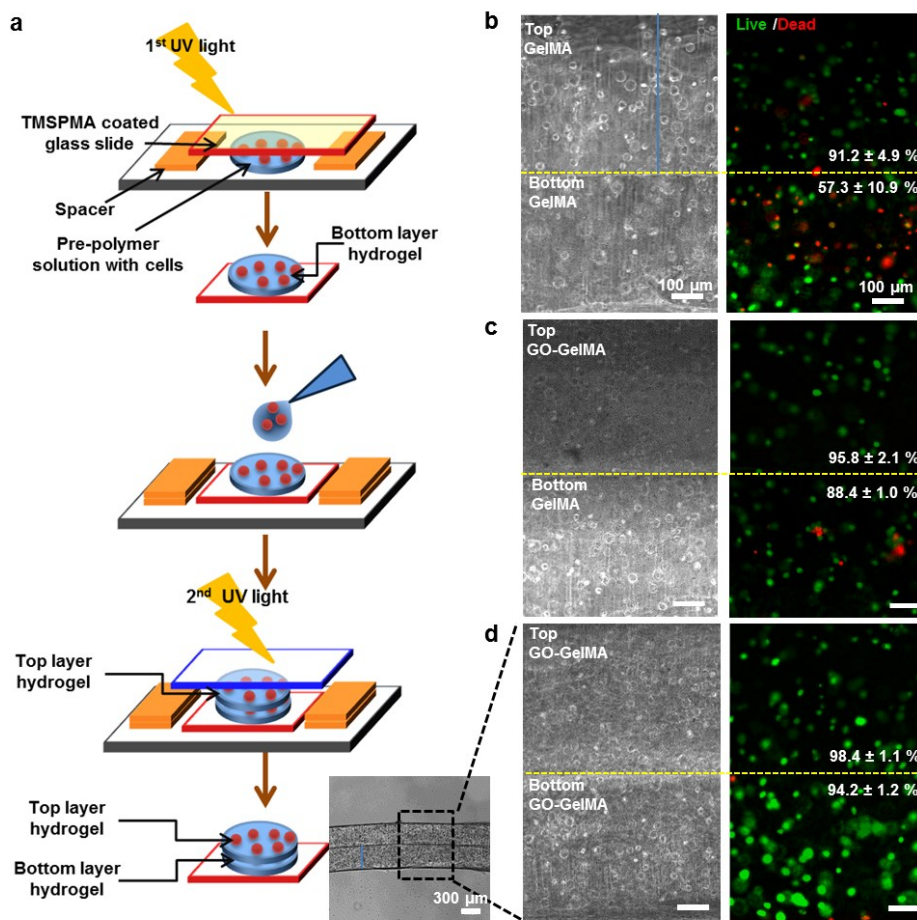 a
1st UV light
TMSPMA coated
glass slide
Spacer
Pre-polymer
solution with cells
Bottom layer
hydrogel
2nd UV light
Top layer
hydrogel
Top layer
hydrogel
Bottom layer
hydrogel
300 µm
b
Top
GelMA
Bottom
GelMA
100 µm
Live /Dead
91.2 ± 4.9 %
57.3 ± 10.9 %
100 µm
c
Top
GO-GelMA
Bottom
GelMA
95.8 ± 2.1 %
88.4 ± 1.0 %
d
Top
GO-GelMA
Bottom
GO-GelMA
98.4 ± 1.1 %
94.2 ± 1.2 %